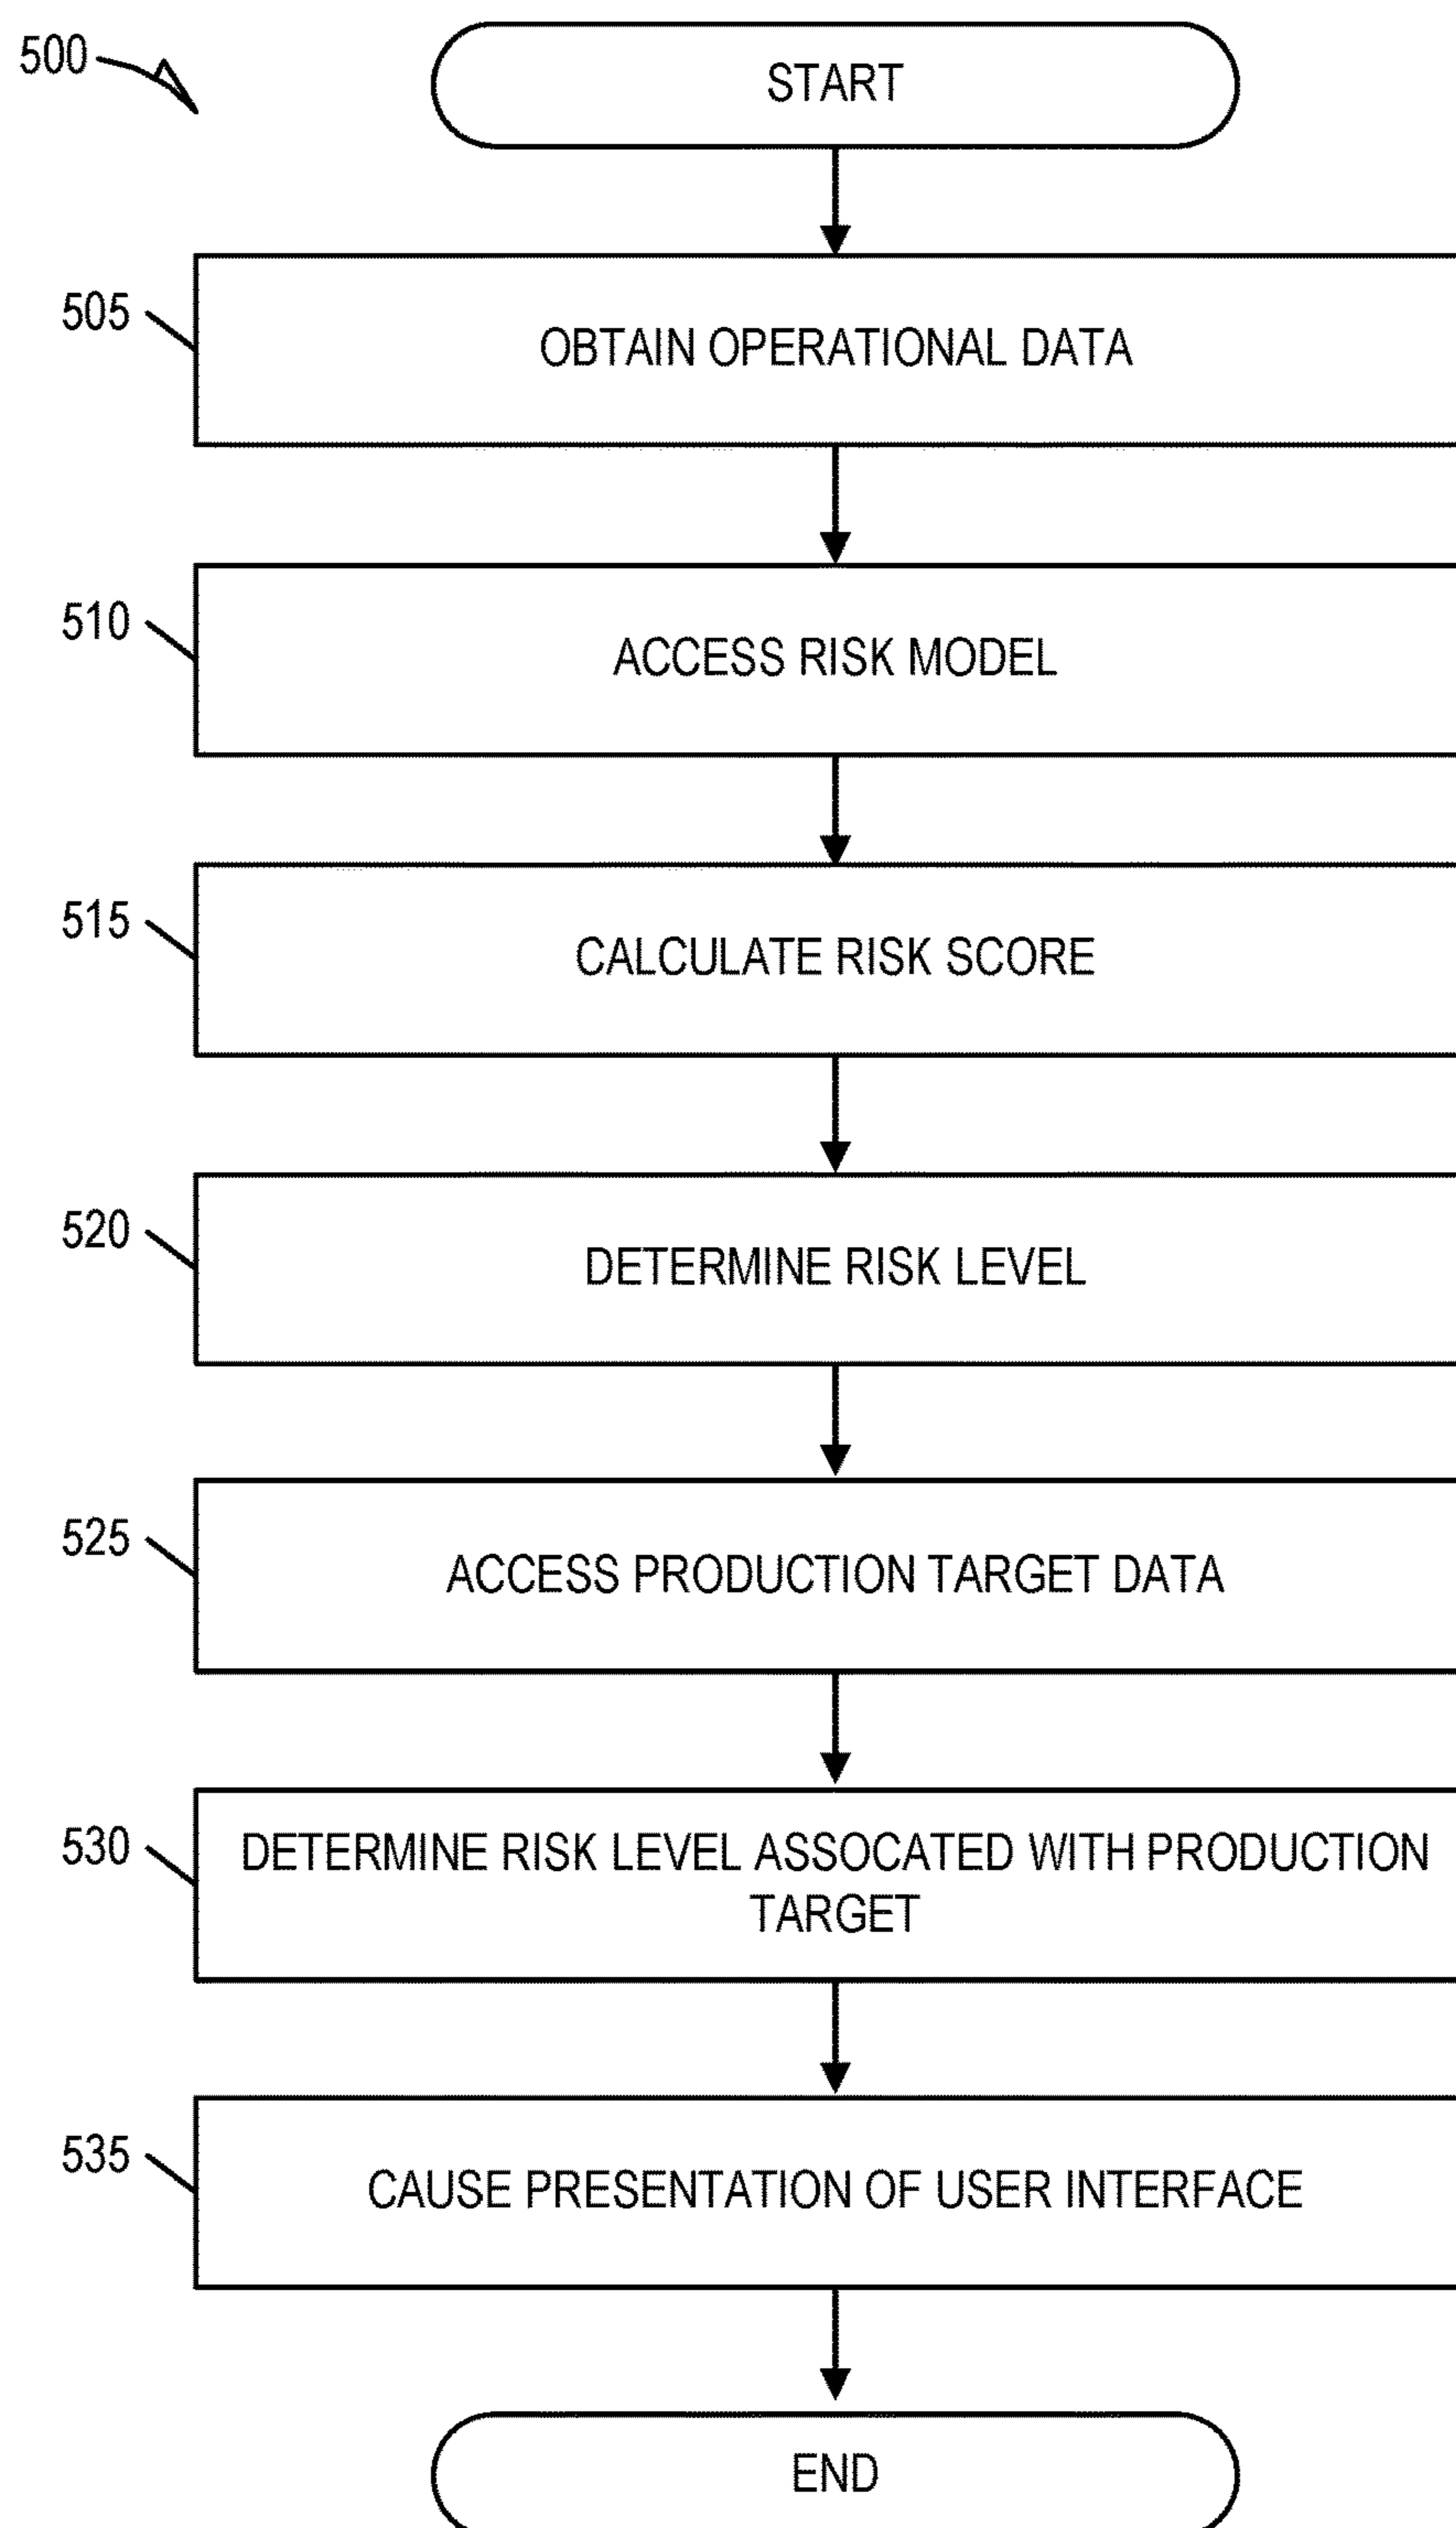 500
START
505
OBTAIN OPERATIONAL DATA
510
ACCESS RISK MODEL
515
CALCULATE RISK SCORE
520
DETERMINE RISK LEVEL
525
ACCESS PRODUCTION TARGET DATA
530
DETERMINE RISK LEVEL ASSOCATED WITH PRODUCTION
TARGET
535
CAUSE PRESENTATION OF USER INTERFACE
END